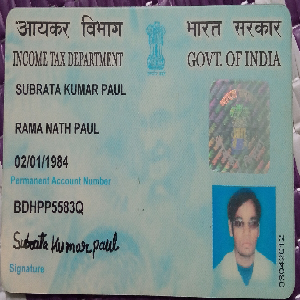 आयकर विभाग भारत सरकार
INCOME TAX DEPARTMENT GOVT. OF INDIA
SUBRATA KUMAR PAUL
RAMA NATH PAUL
02/01/1984
Permanent Account Number
BDHPP5583Q
Subrata Kumar paul
Signature
03042012